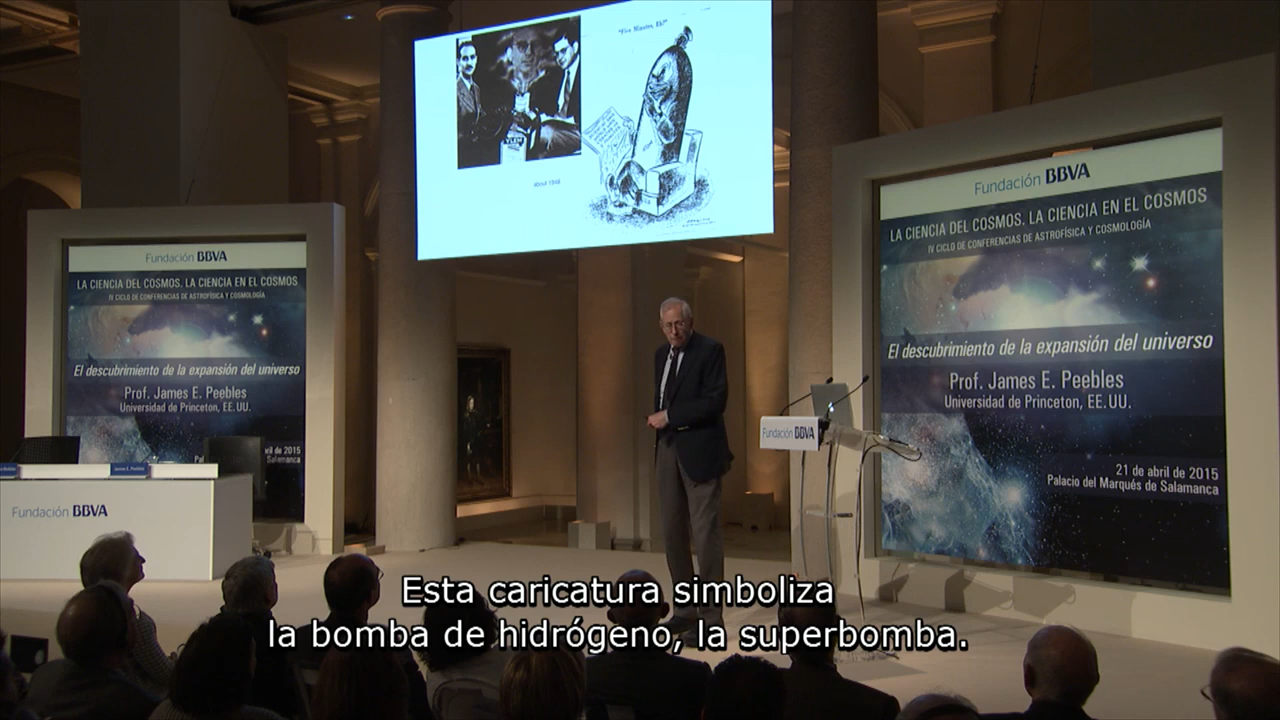 "Five Minutes, Eh?"
YLEM
about 1948
Fundación BBVA
LA CIENCIA DEL COSMOS. LA CIENCIA EN EL COSMOS
IV CICLO DE CONFERENCIAS DE ASTROFÍSICA Y COSMOLOGÍA
El descubrimiento de la expansión del universo
Prof. James E. Peebles
Universidad de Princeton, EE.UU.
ril de 2015
Salamanca
James E. Peebles
Fundación BBVA
Fundación BBVA
Fundación BBVA
LA CIENCIA DEL COSMOS. LA CIENCIA EN EL COSMOS
IV CICLO DE CONFERENCIAS DE ASTROFÍSICA Y COSMOLOGÍA
El descubrimiento de la expansión del universo
Prof. James E. Peebles
Universidad de Princeton, EE.UU.
21 de abril de 2015
Palacio del Marqués de Salamanca
Esta caricatura simboliza
la bomba de hidrógeno, la superbomba.